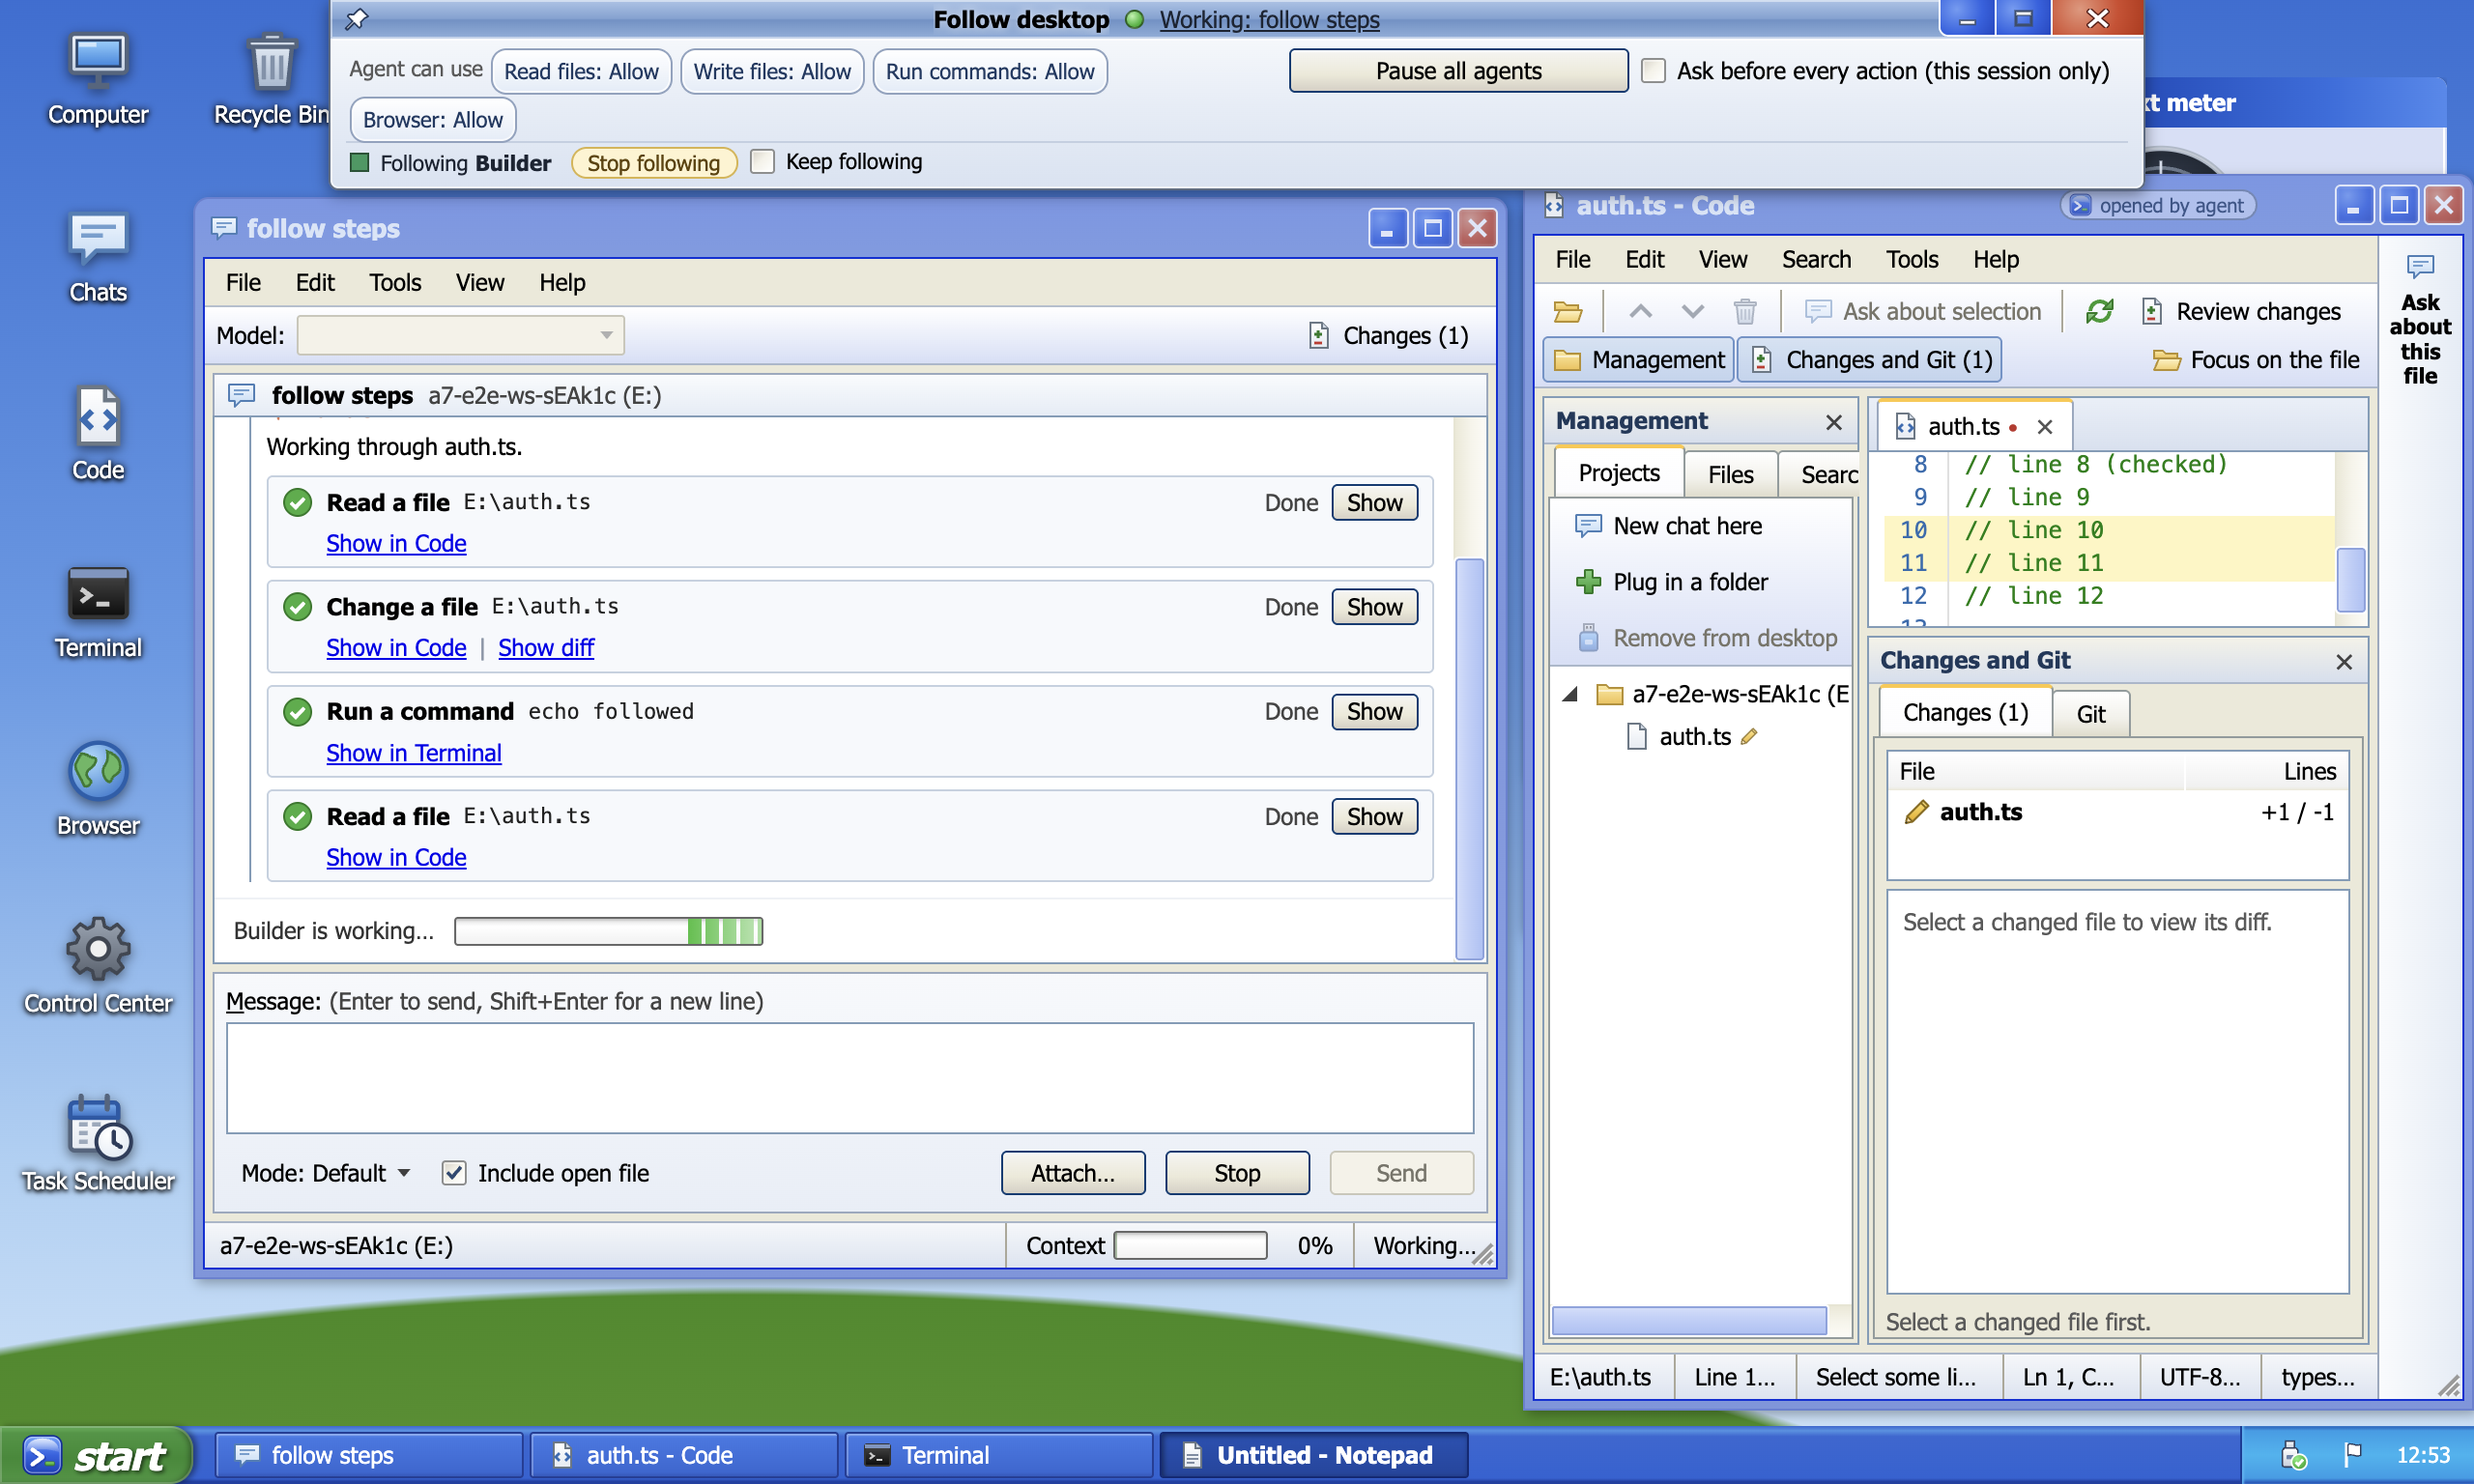 Follow desktop Working: follow steps
Agent can use Read files: Allow Write files: Allow Run commands: Allow Pause all agents Ask before every action (this session only)
Browser: Allow
Following Builder Stop following Keep following
Computer
Recycle Bin
Chats
Code
Terminal
Browser
Control Center
Task Scheduler
meter
follow steps
File Edit Tools View Help
Model: Changes (1)
follow steps a7-e2e-ws-sEAk1c (E:)
Working through auth.ts.
Read a file E:\auth.ts Done Show
Show in Code
Change a file E:\auth.ts Done Show
Show in Code | Show diff
Run a command echo followed Done Show
Show in Terminal
Read a file E:\auth.ts Done Show
Show in Code
Builder is working...
Message: (Enter to send, Shift+Enter for a new line)
Mode: Default Include open file Attach... Stop Send
a7-e2e-ws-sEAk1c (E:) Context 0% Working...
auth.ts - Code opened by agent
File Edit View Search Tools Help
Ask about selection Review changes
Management Changes and Git (1) Focus on the file
Ask
about
this
file
Management
Projects Files Searc
New chat here
Plug in a folder
Remove from desktop
a7-e2e-ws-sEAk1c (E
auth.ts
auth.ts
8 // line 8 (checked)
9 // line 9
10 // line 10
11 // line 11
12 // line 12
Changes and Git
Changes (1) Git
File Lines
auth.ts +1 / -1
Select a changed file to view its diff.
Select a changed file first.
E:\auth.ts Line 1... Select some li... Ln 1, C... UTF-8... types...
start follow steps auth.ts - Code Terminal Untitled - Notepad 12:53